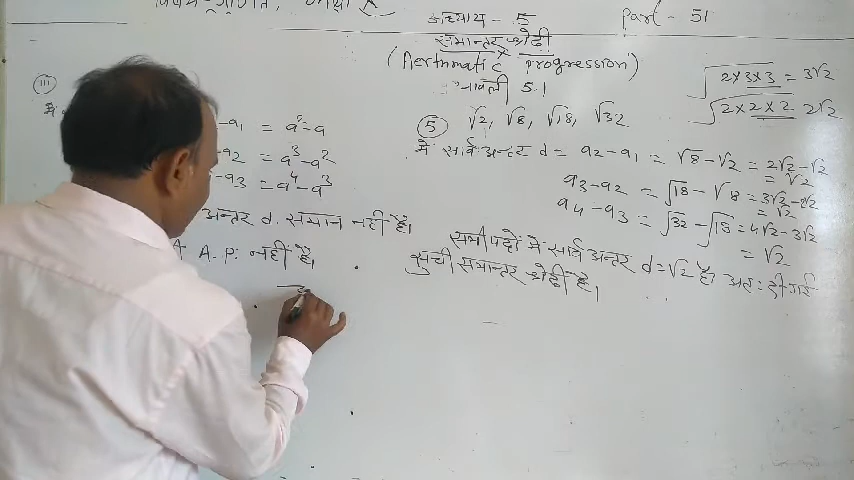 अध्याय - 5
Part - 51
समान्तर श्रेढ़ी
(Aerthmatic Progression)
5.1
√2×3×3 = 3√2
√2×2×2 2√2
(III)
-a₁ = a²-a
-a₂ = a³-a²
-a₃ = a⁴-a³
अन्तर d. समान नहीं है।
A.P. नहीं है।
(5) √2, √8, √18, √32
में सार्व अन्तर d = a₂-a₁ = √8-√2 = 2√2-√2
= √2
a₃-a₂ = √18 - √8 = 3√2-2√2
= √2
a₄-a₃ = √32 - √18 = 4√2-3√2
= √2
सभी पदों में सार्व अन्तर d=√2 है। अतः दी गई
सुची समान्तर श्रेढ़ी है।